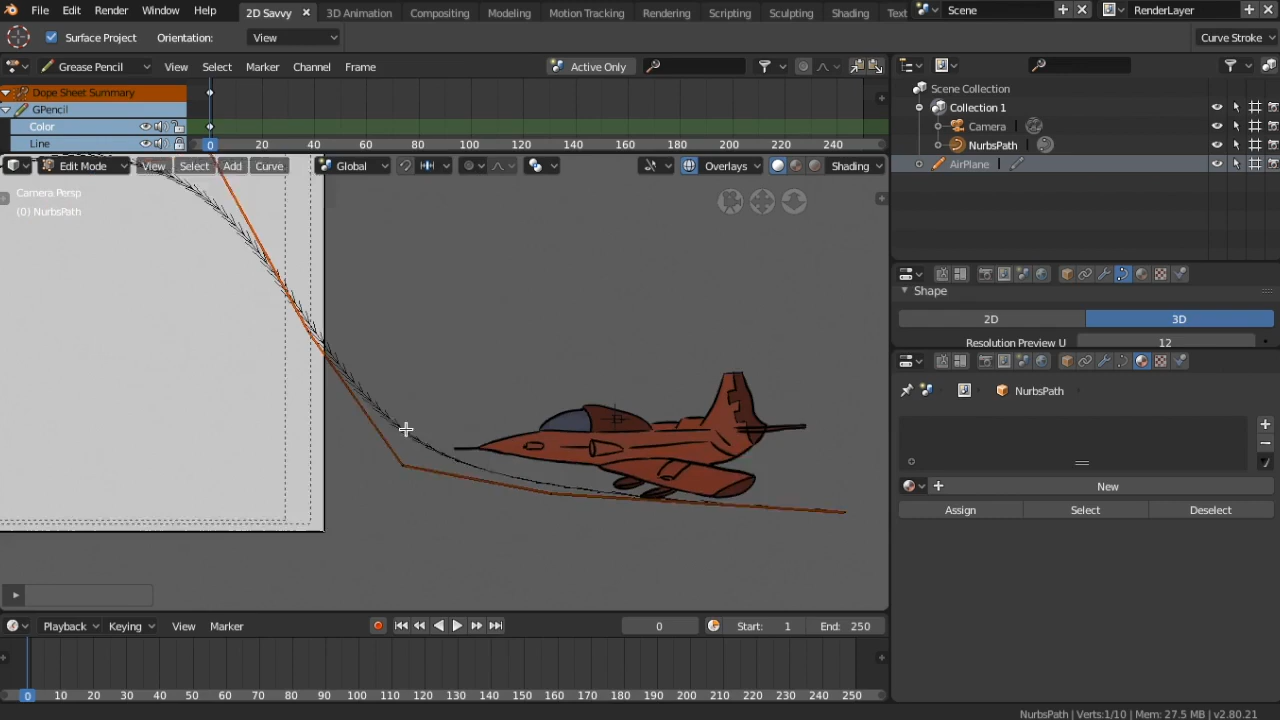 File Edit Render Window Help 2D Savvy 3D Animation Compositing Modeling Motion Tracking Rendering Scripting Sculpting Shading Text Scene RenderLayer
Surface Project Orientation: View Curve Stroke
Grease Pencil View Select Marker Channel Frame Active Only
Dope Sheet Summary
GPencil
Color
Line 0 20 40 60 80 100 120 140 160 180 200 220 240
Edit Mode View Select Add Curve Global Overlays Shading
Camera Persp
(0) NurbsPath
Scene Collection
Collection 1
Camera
NurbsPath
AirPlane
Shape
2D 3D
Resolution Preview U 12
NurbsPath
New
Assign Select Deselect
Playback Keying View Marker 0 Start: 1 End: 250
0 10 20 30 40 50 60 70 80 90 100 110 120 130 140 150 160 170 180 190 200 210 220 230 240 250
NurbsPath | Verts:1/10 | Mem: 27.5 MB | v2.80.21